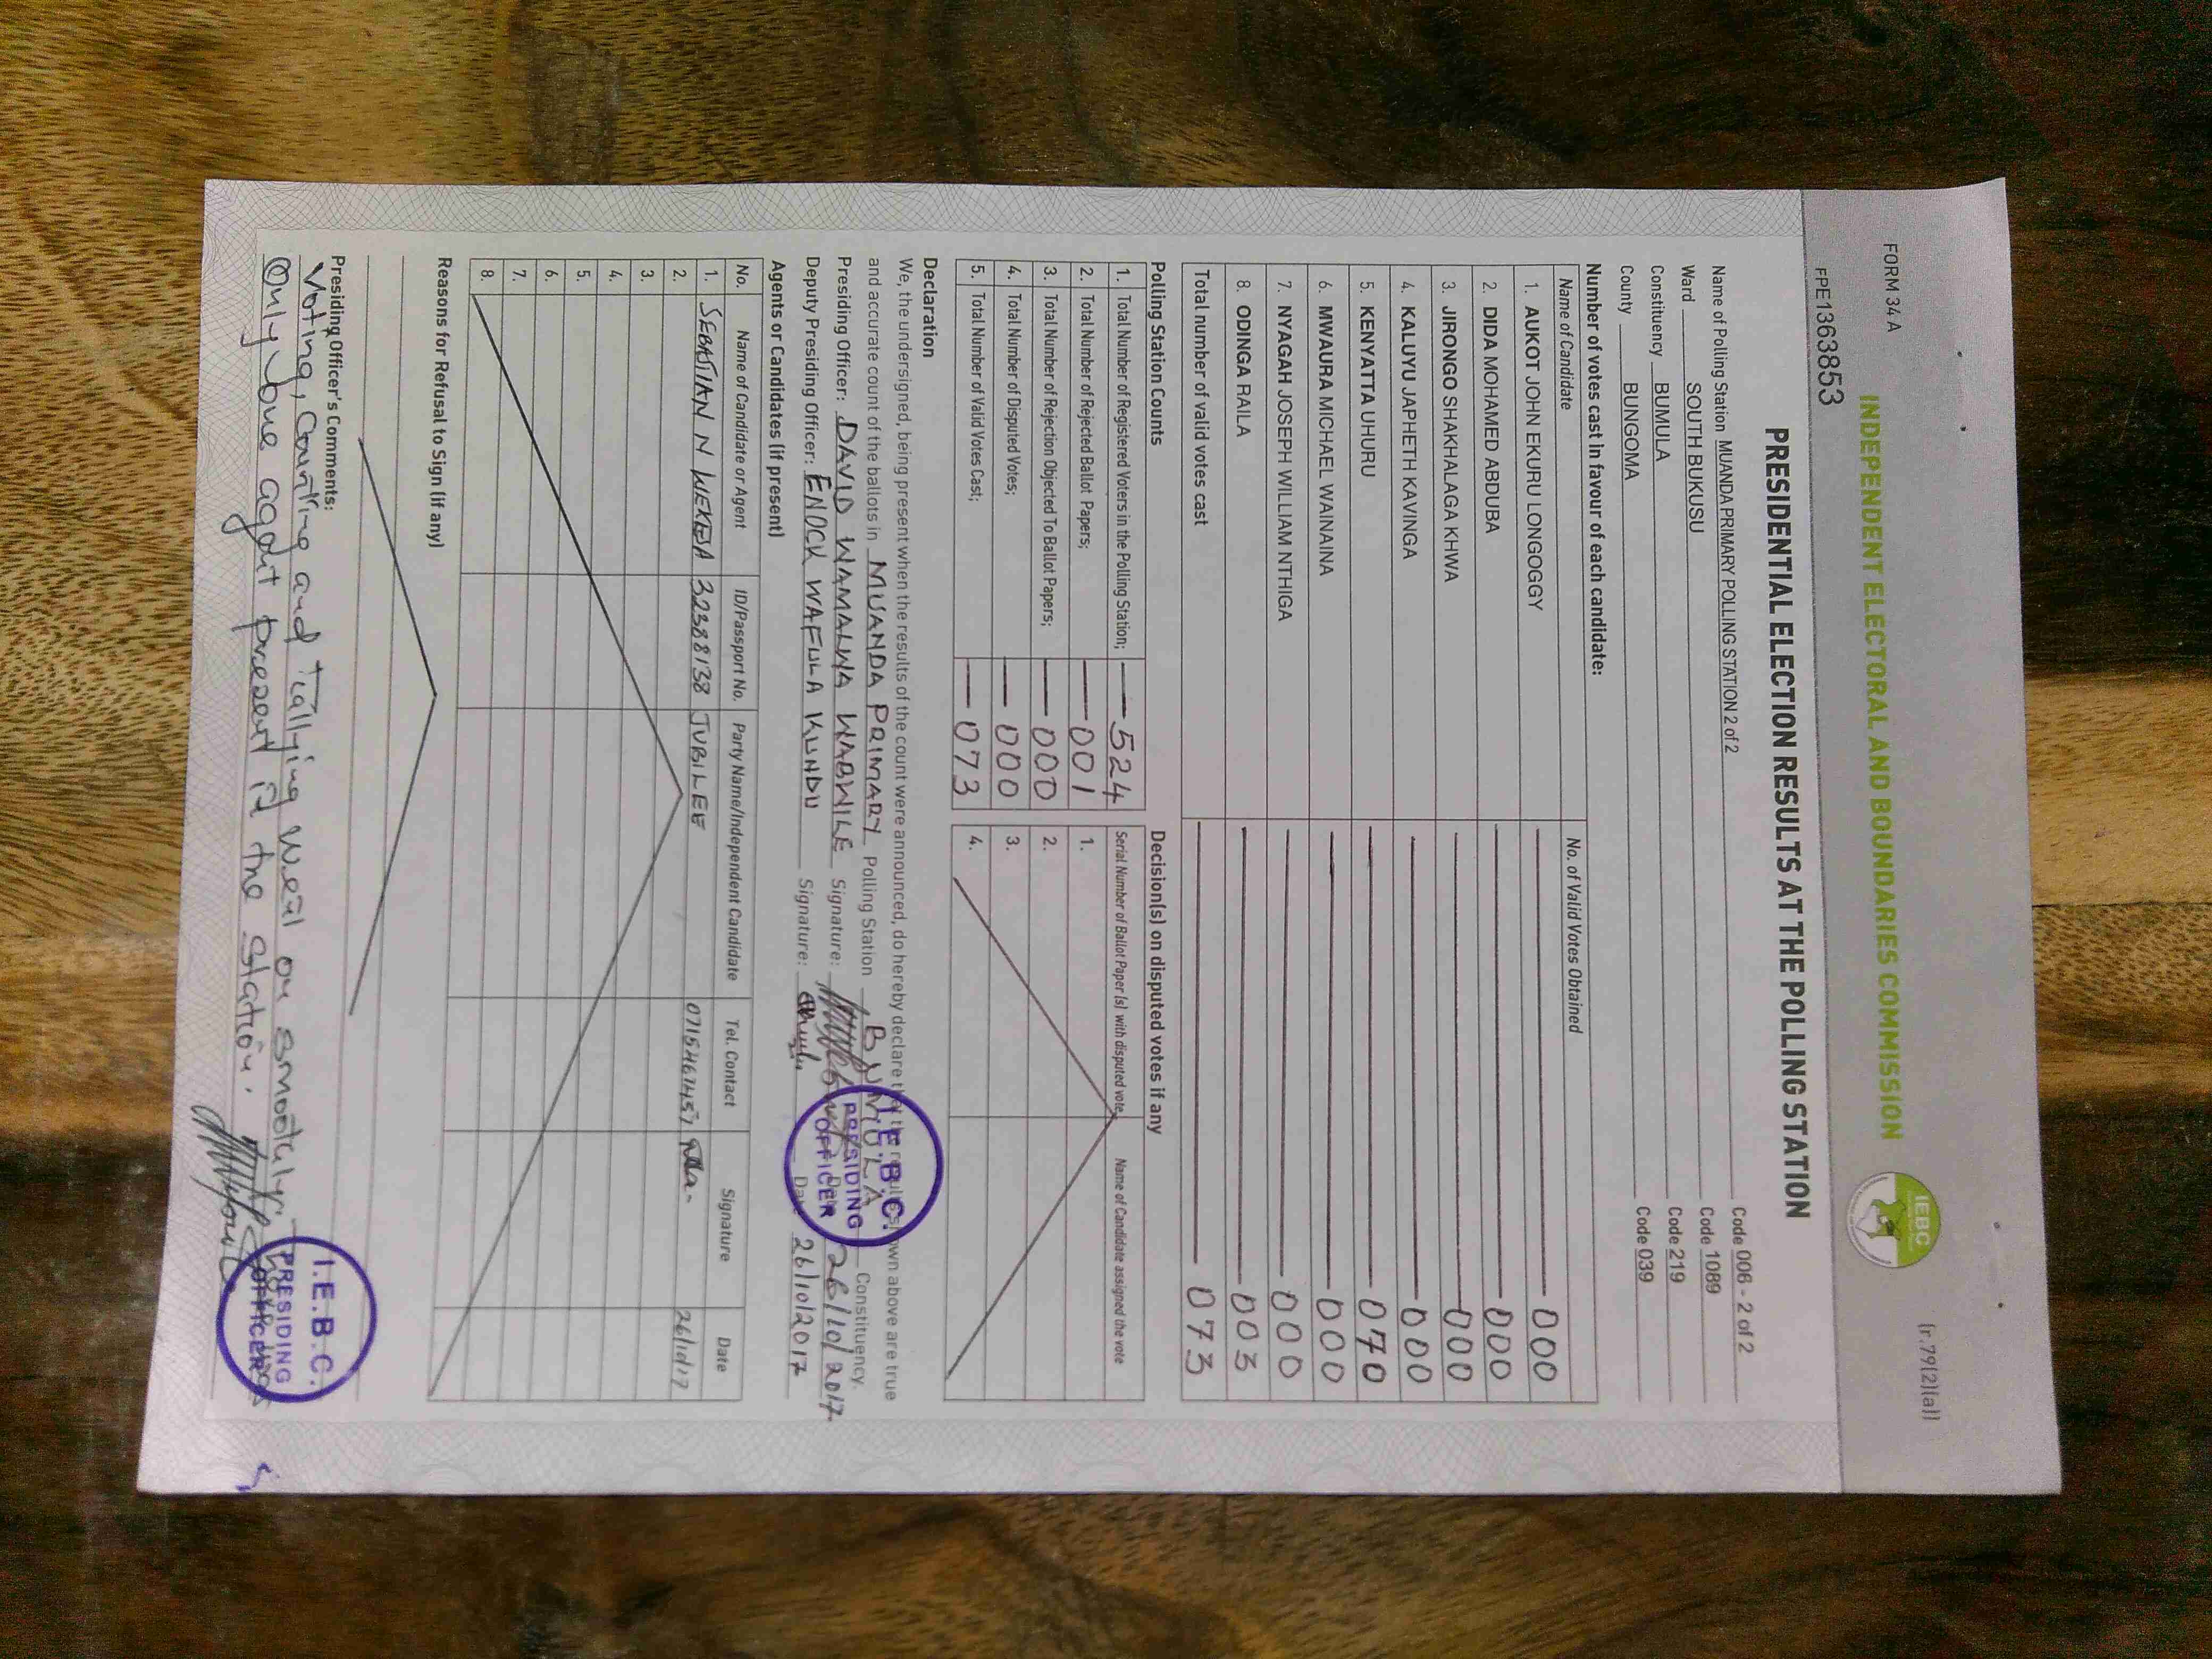 FORM 34 A
(r.79(2)(a))
INDEPENDENT ELECTORAL AND BOUNDARIES COMMISSION
IEBC
FPE1363853
PRESIDENTIAL ELECTION RESULTS AT THE POLLING STATION
Name of Polling Station MUANDA PRIMARY POLLING STATION 2 of 2 Code 006 - 2 of 2
Ward SOUTH BUKUSU Code 1089
Constituency BUMULA Code 219
County BUNGOMA Code 039
Number of votes cast in favour of each candidate:
Name of Candidate No. of Valid Votes Obtained
1. AUKOT JOHN EKURU LONGOGGY 000
2. DIDA MOHAMED ABDUBA 000
3. JIRONGO SHAKHALAGA KHWA 000
4. KALUYU JAPHETH KAVINGA 000
5. KENYATTA UHURU 070
6. MWAURA MICHAEL WAINAINA 000
7. NYAGAH JOSEPH WILLIAM NTHIGA 000
8. ODINGA RAILA 003
Total number of valid votes cast 073
Polling Station Counts Decision(s) on disputed votes if any
1. Total Number of Registered Voters in the Polling Station; 524 Serial Number of Ballot Paper (s) with disputed vote Name of Candidate assigned the vote
2. Total Number of Rejected Ballot Papers; 001 1.
3. Total Number of Rejection Objected To Ballot Papers; 000 2.
4. Total Number of Disputed Votes; 000 3.
5. Total Number of Valid Votes Cast; 073 4.
Declaration
We, the undersigned, being present when the results of the count were announced, do hereby declare that the results shown above are true
and accurate count of the ballots in MUANDA PRIMARY Polling Station BUMULA Constituency.
Presiding Officer: DAVID WAMALWA WABWILE Signature: Date 26/10/2017
Deputy Presiding Officer: ENOCK WAFULA KUNDU Signature: Date 26/10/2017
I.E.B.C.
PRESIDING
OFFICER
Agents or Candidates (if present)
No. Name of Candidate or Agent ID/Passport No. Party Name/Independent Candidate Tel. Contact Signature Date
1. SEBASTIAN N WEKESA 32388138 JUBILEE 26/10/17
2.
3.
4.
5.
6.
7.
8.
Reasons for Refusal to Sign (if any)
Presiding Officer's Comments:
Voting, Counting and Tallying weal on smootaly.
Only one agent present in the station.
I.E.B.C.
PRESIDING
OFFICER